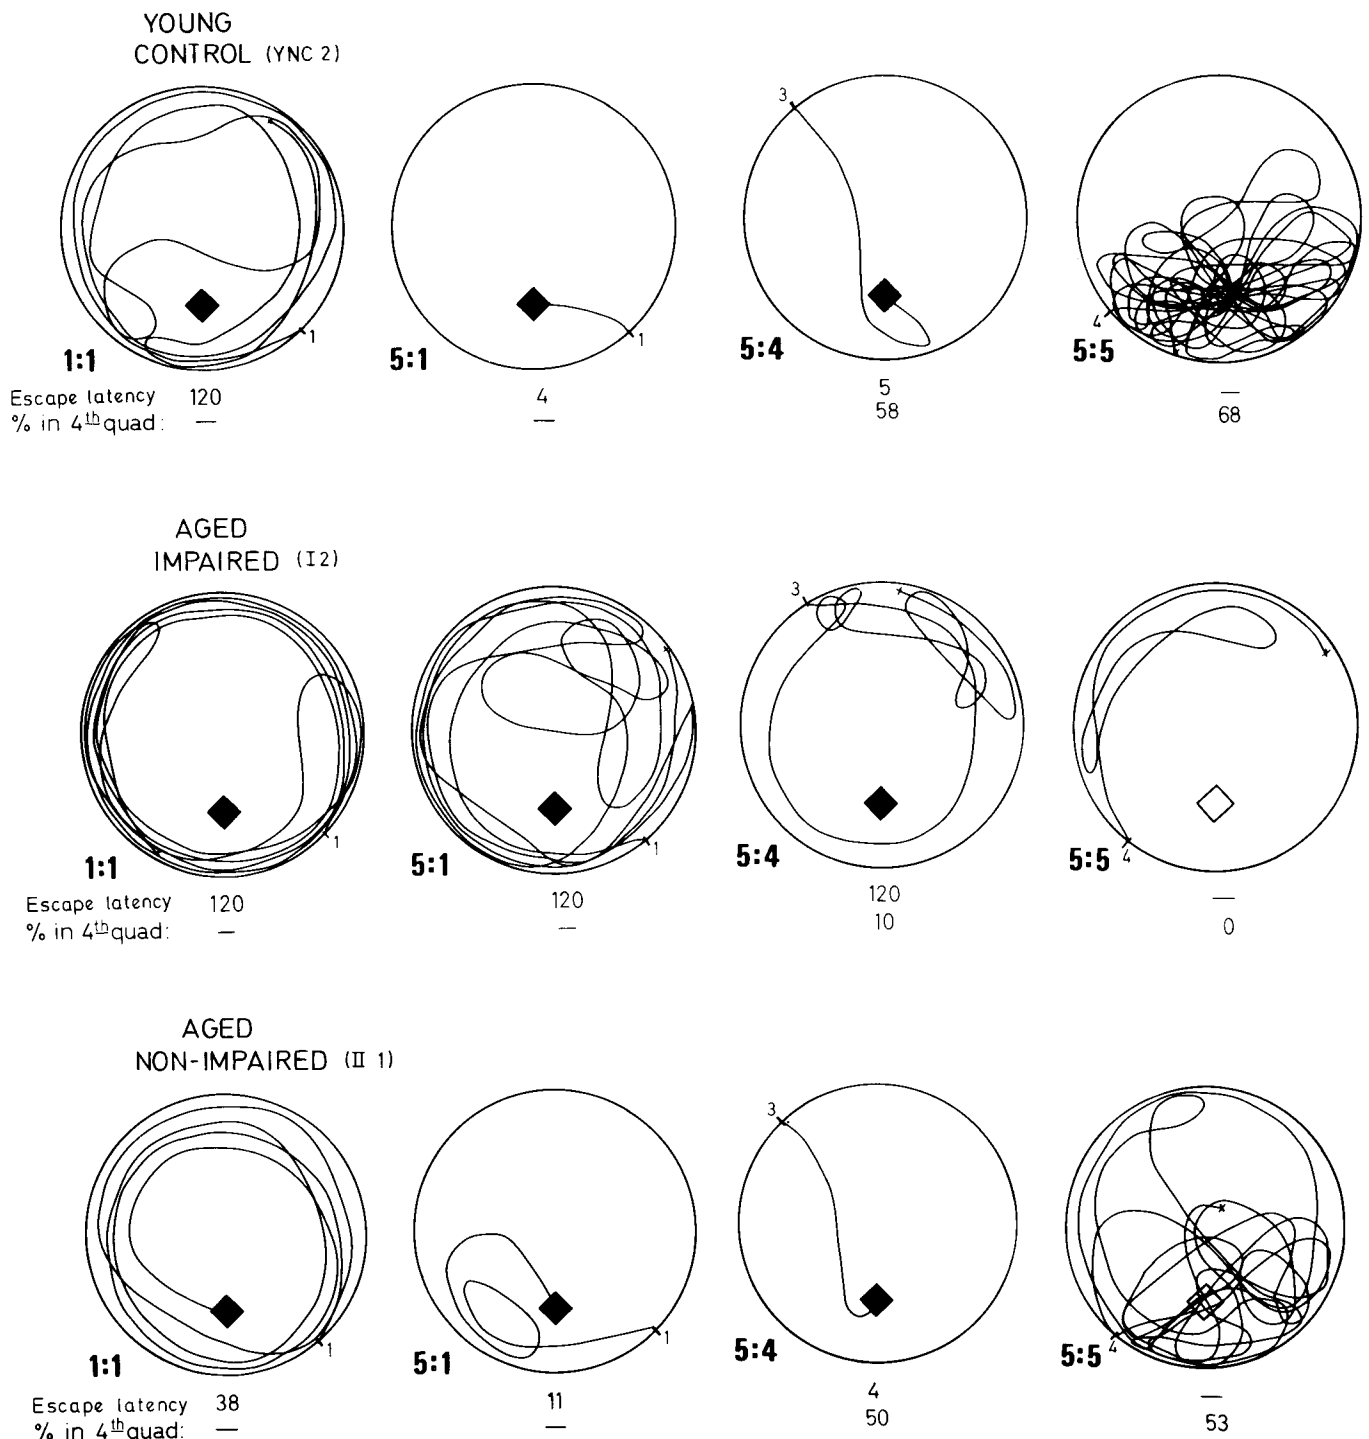 YOUNG
CONTROL (YNC 2)
3
1
1
4
1:1
5:1
5:4
5:5
Escape latency 120 4 5 —
% in 4th quad: — — 58 68
AGED
IMPAIRED (I 2)
3
1
1
4
1:1
5:1
5:4
5:5
Escape latency 120 120 120 —
% in 4th quad: — — 10 0
AGED
NON-IMPAIRED (II 1)
3
1
1
4
1:1
5:1
5:4
5:5
Escape latency 38 11 4 —
% in 4th quad: — — 50 53